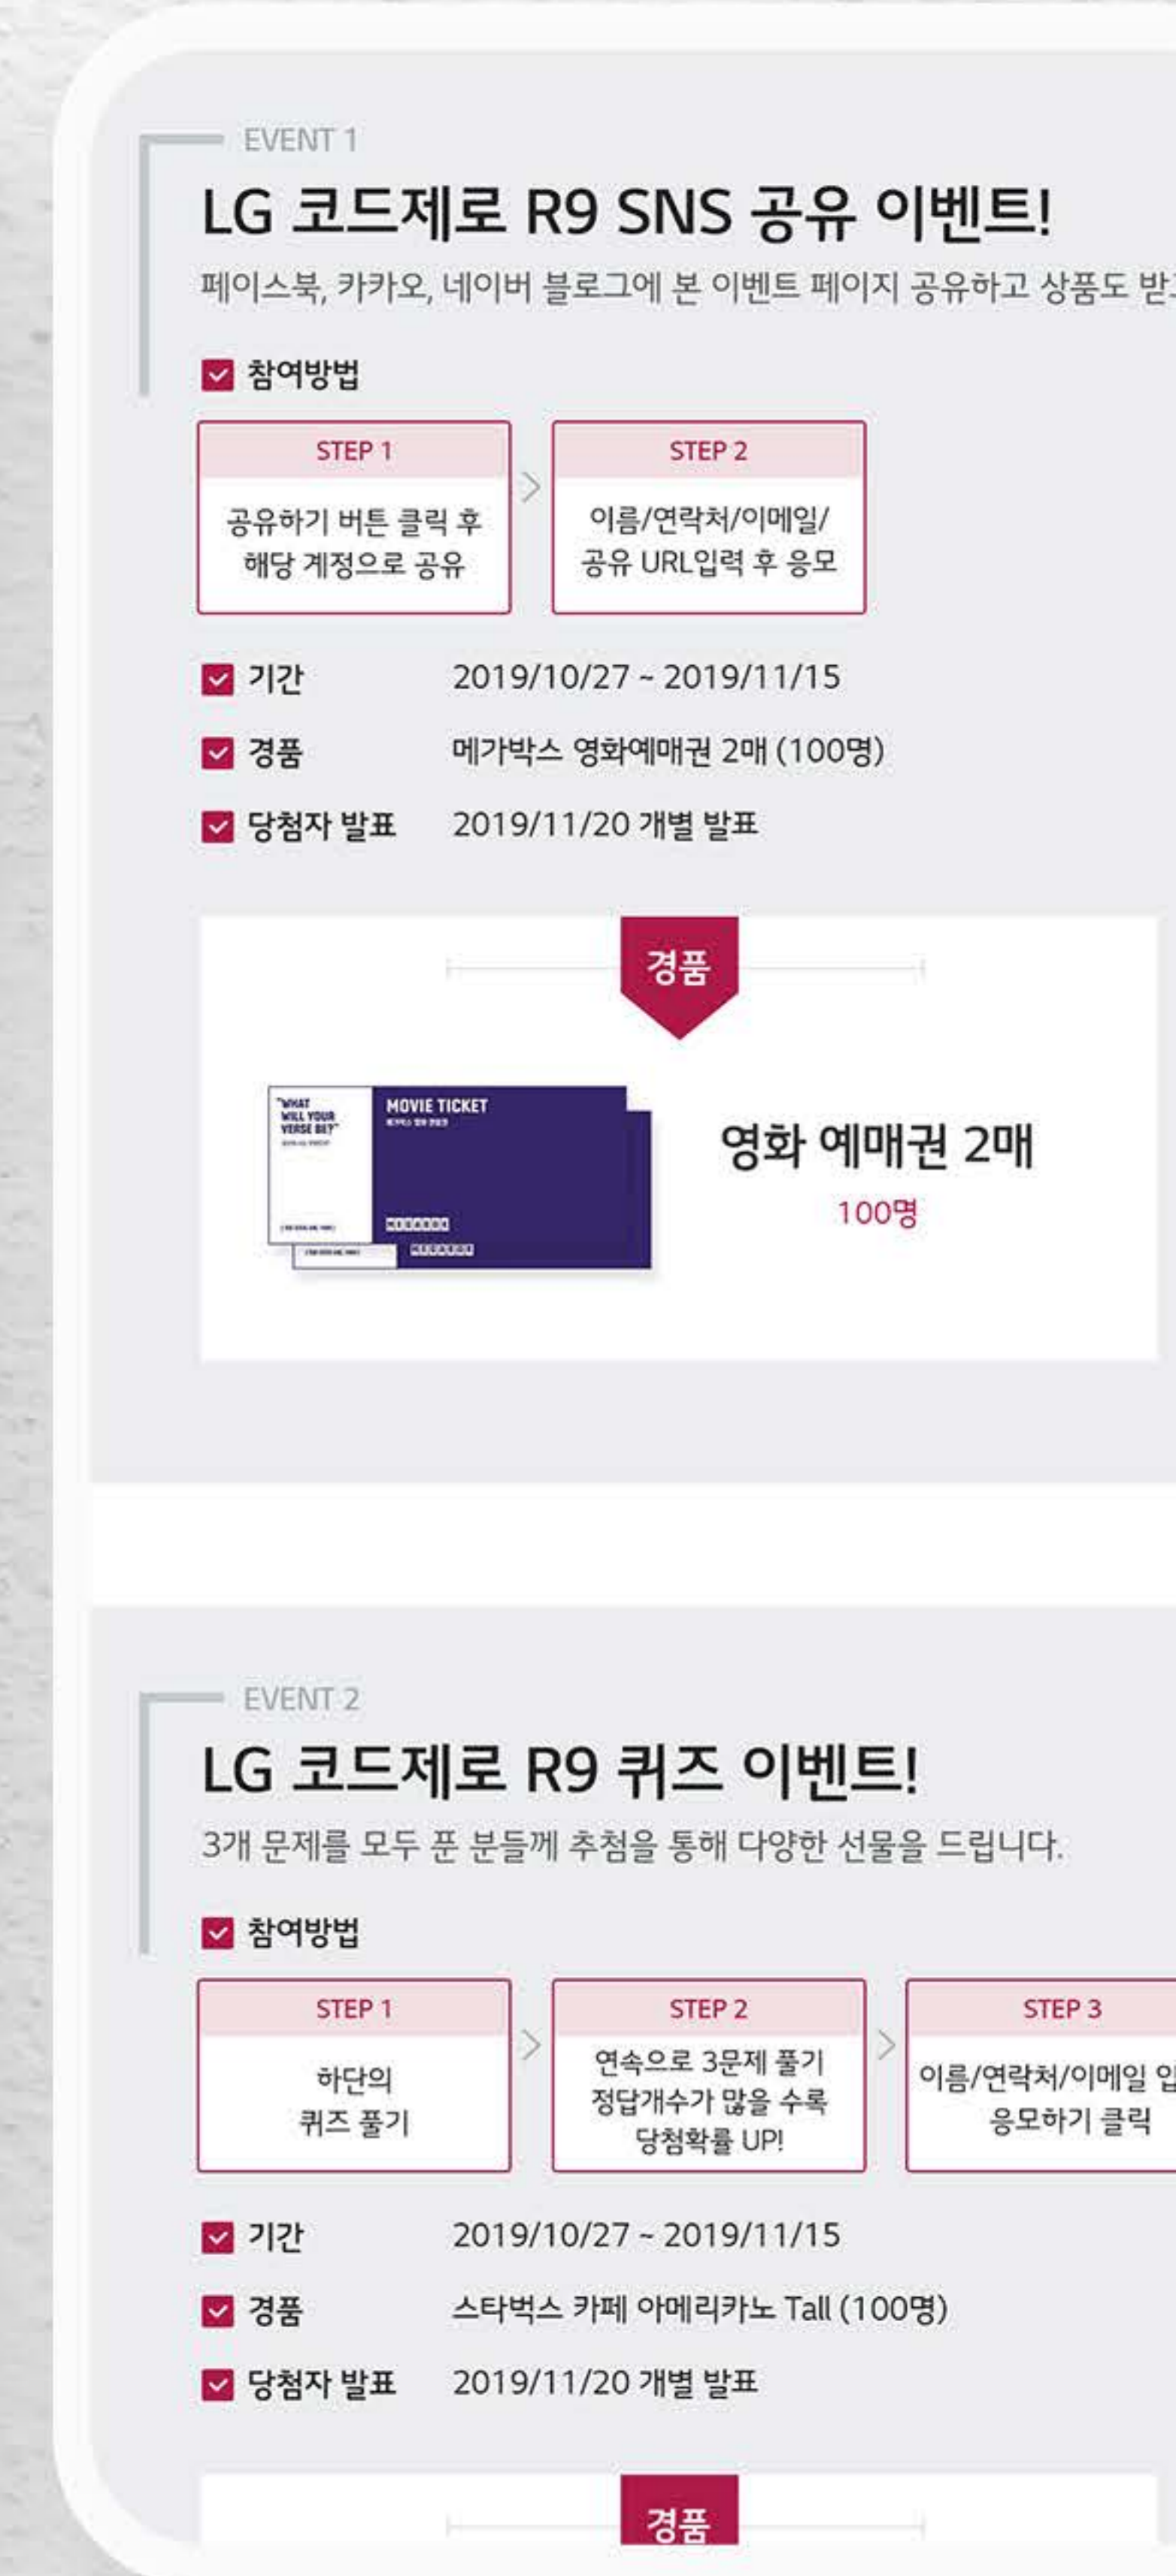 EVENT 1
LG 코드제로 R9 SNS 공유 이벤트!
페이스북, 카카오, 네이버 블로그에 본 이벤트 페이지 공유하고 상품도 받
참여방법
STEP 1
공유하기 버튼 클릭 후
해당 계정으로 공유
STEP 2
이름/연락처/이메일/
공유 URL입력 후 응모
기간 2019/10/27 ~ 2019/11/15
경품 메가박스 영화예매권 2매 (100명)
당첨자 발표 2019/11/20 개별 발표
경품
"WHAT
WILL YOUR
VERSE BE?"
MOVIE TICKET
MEGABOX
MEGABOX
영화 예매권 2매
100명
EVENT 2
LG 코드제로 R9 퀴즈 이벤트!
3개 문제를 모두 푼 분들께 추첨을 통해 다양한 선물을 드립니다.
참여방법
STEP 1
하단의
퀴즈 풀기
STEP 2
연속으로 3문제 풀기
정답개수가 많을 수록
당첨확률 UP!
STEP 3
이름/연락처/이메일 입
응모하기 클릭
기간 2019/10/27 ~ 2019/11/15
경품 스타벅스 카페 아메리카노 Tall (100명)
당첨자 발표 2019/11/20 개별 발표
경품